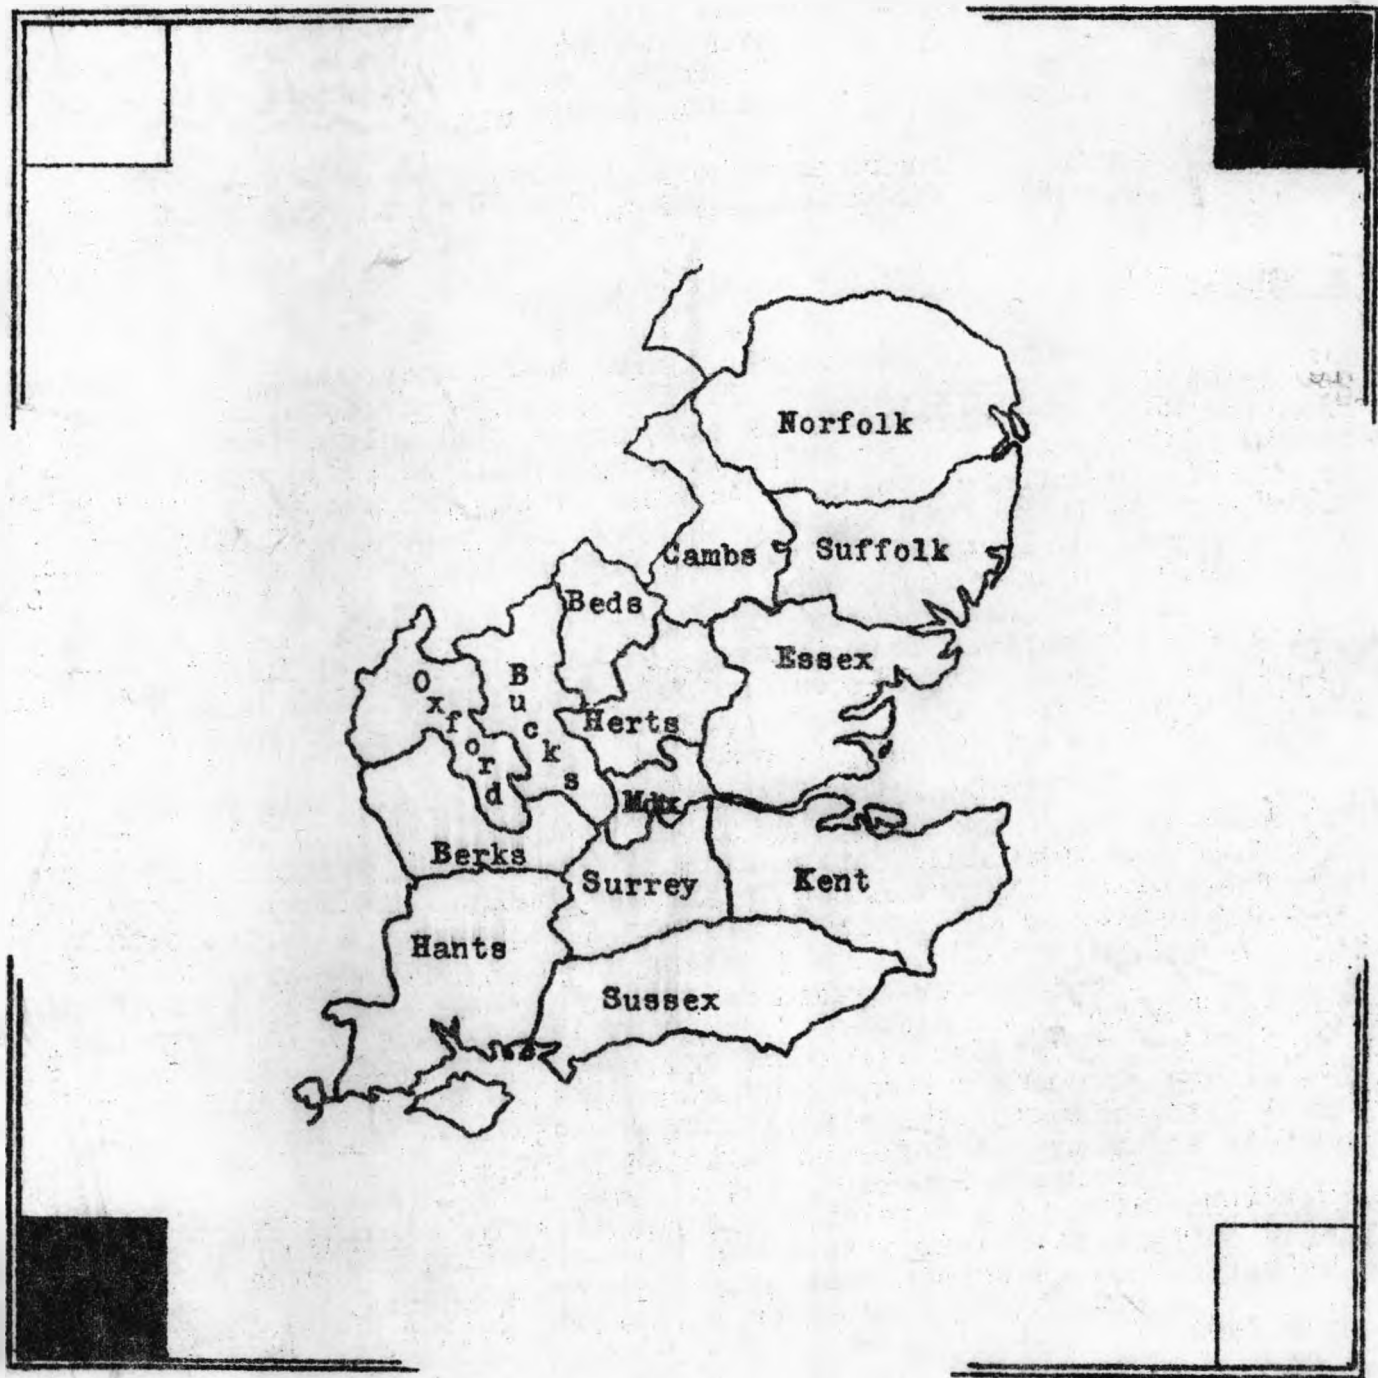 Norfolk
Cambs
Suffolk
Beds
Essex
Oxford
Bucks
Herts
Mdx
Berks
Surrey
Kent
Hants
Sussex